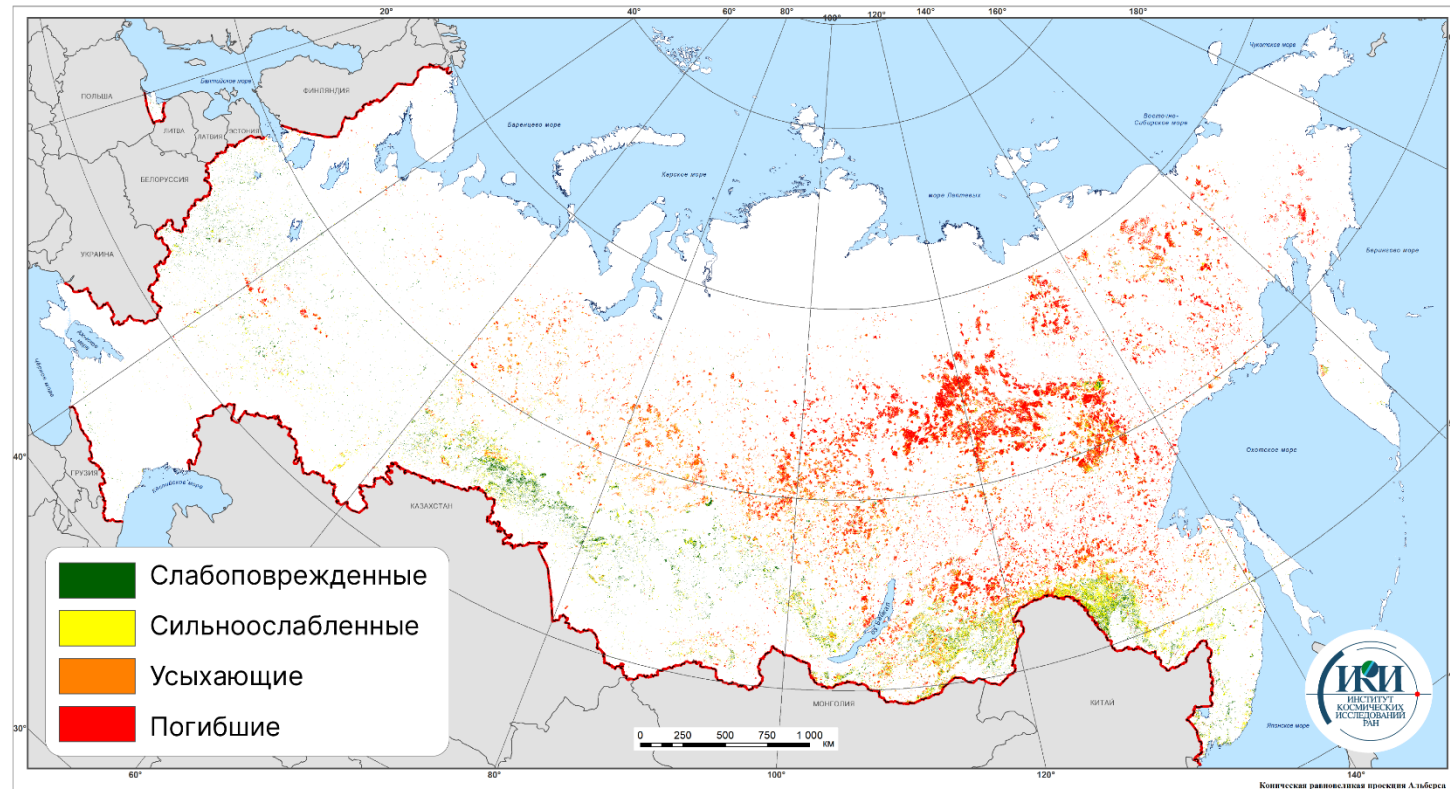 20°
40°
60°
80°
100°
120°
140°
160°
180°
Чукотское море
Балтийское море
ФИНЛЯНДИЯ
ПОЛЬША
ЛИТВА
ЛАТВИЯ
ЭСТОНИЯ
Баренцево море
Восточно-
Сибирское море
БЕЛОРУССИЯ
Карское море
море Лаптевых
УКРАИНА
Берингово море
Азовское
море
Чёрное море
Охотское море
40°
ГРУЗИЯ
Каспийское море
КАЗАХСТАН
Слабоповрежденные
Сильноослабленные
Усыхающие
Погибшие
оз. Байкал
МОНГОЛИЯ
КИТАЙ
Японское море
ИКИ
ИНСТИТУТ
КОСМИЧЕСКИХ
ИССЛЕДОВАНИЙ
РАН
30°
0 250 500 750 1 000
КМ
60°
80°
100°
120°
140°
Коническая равновеликая проекция Альберса